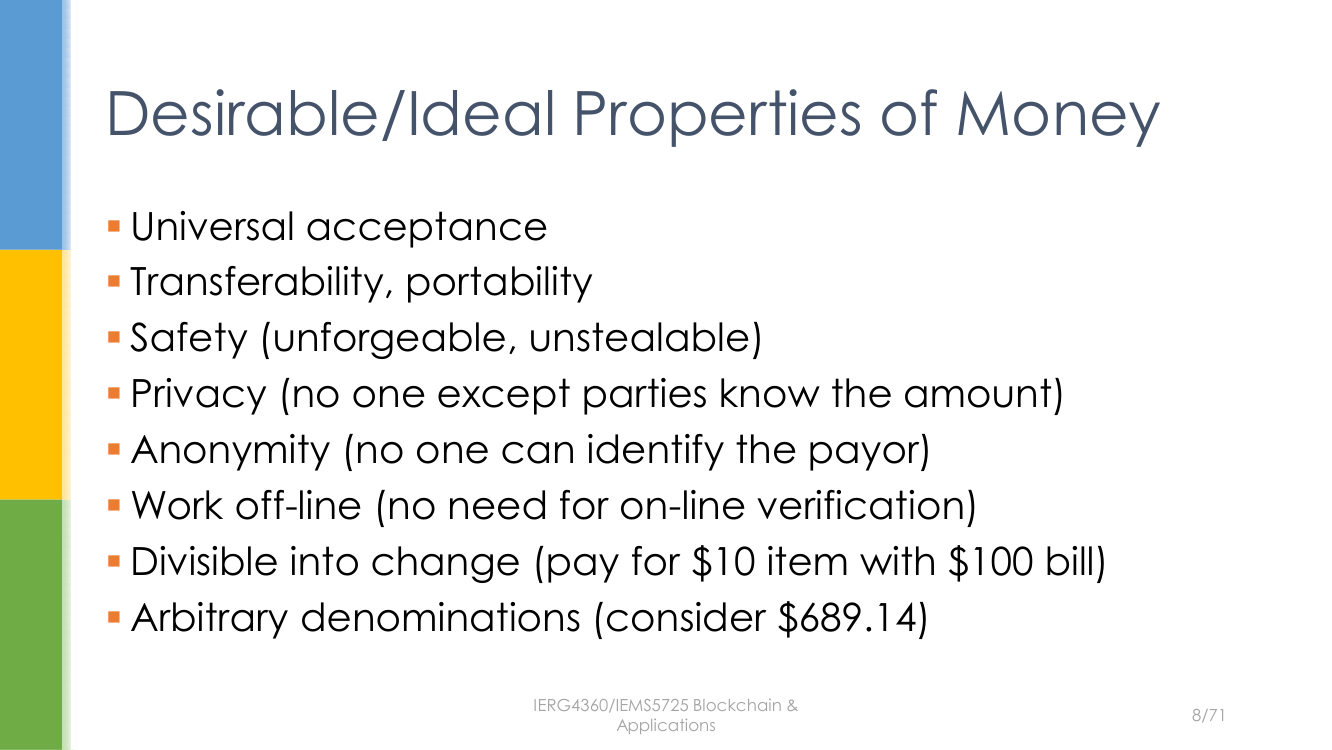 Desirable/Ideal Properties of Money
▪ Universal acceptance
▪ Transferability, portability
▪ Safety (unforgeable, unstealable)
▪ Privacy (no one except parties know the amount)
▪ Anonymity (no one can identify the payor)
▪ Work off-line (no need for on-line verification)
▪ Divisible into change (pay for $10 item with $100 bill)
▪ Arbitrary denominations (consider $689.14)
IERG4360/IEMS5725 Blockchain &
Applications
8/71